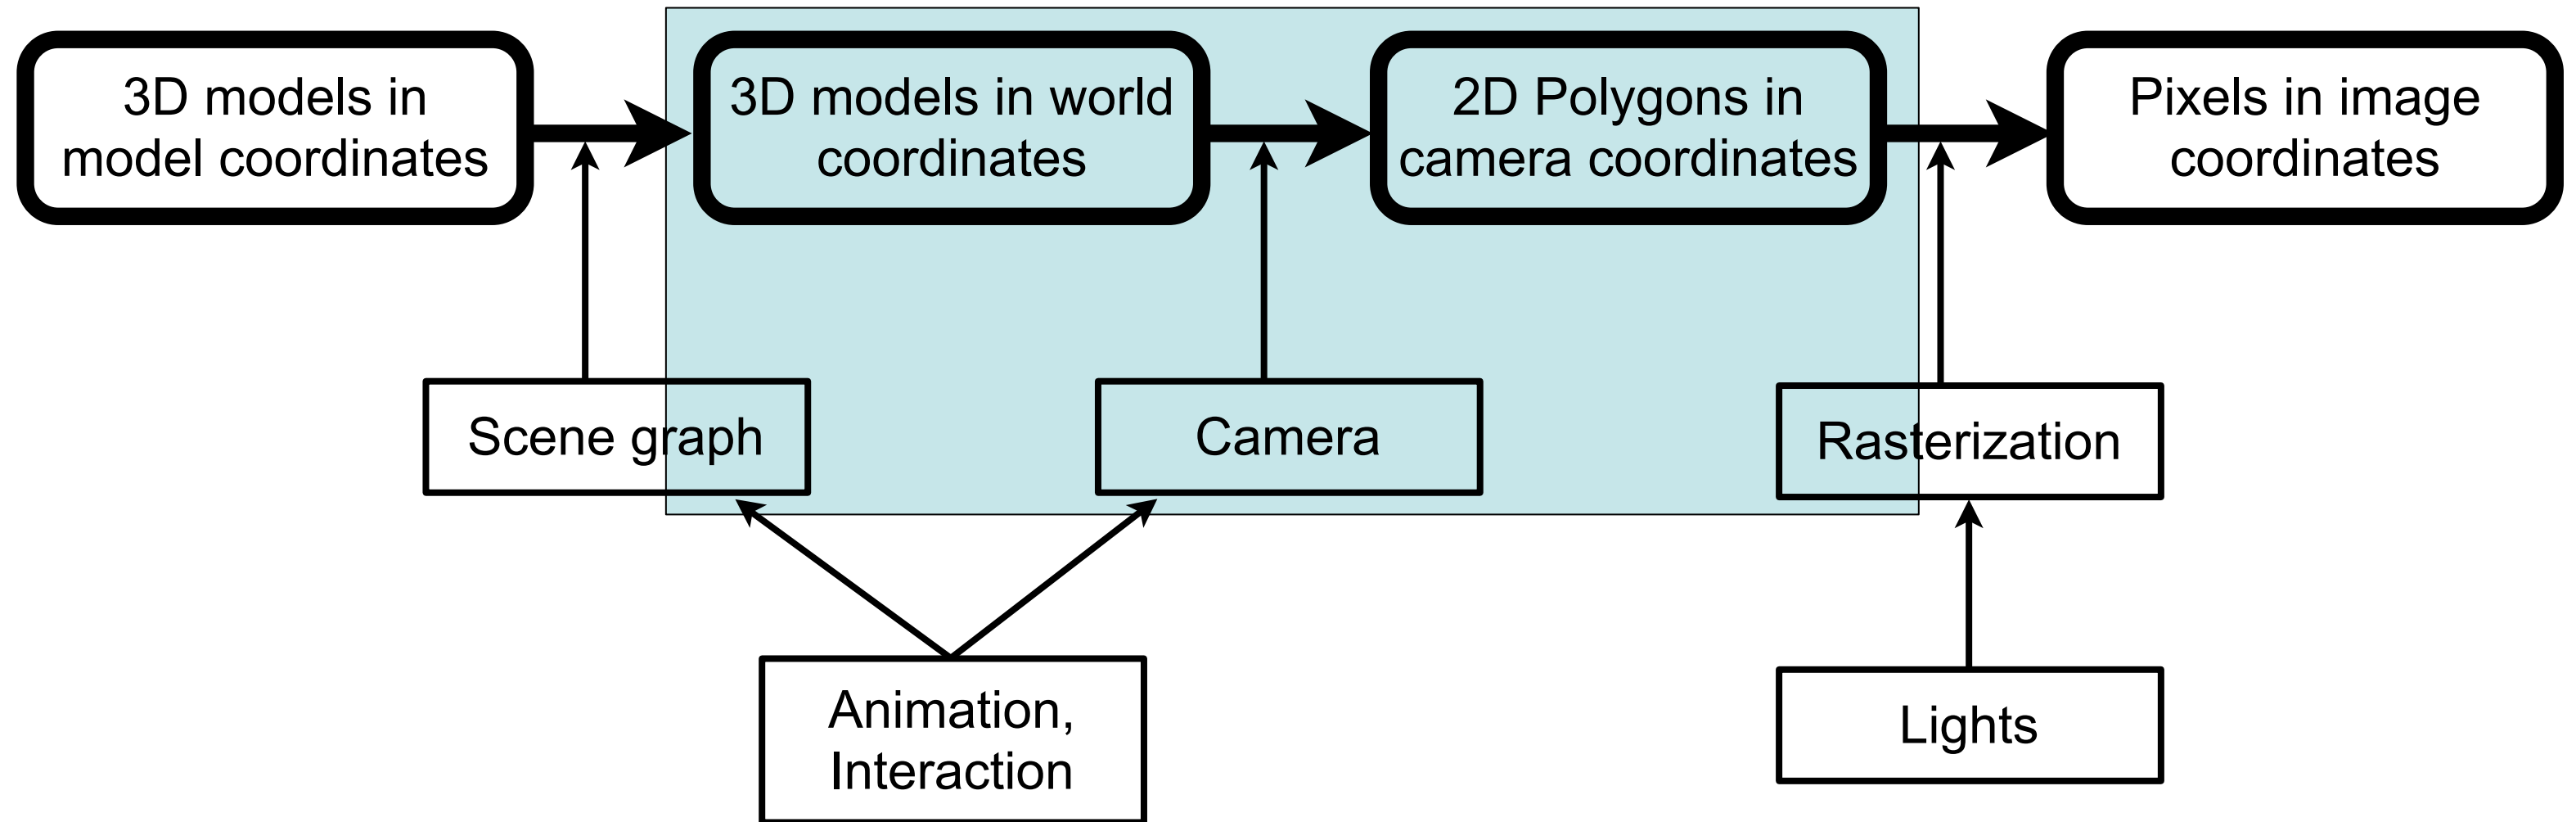 3D models in
model coordinates
3D models in world
coordinates
2D Polygons in
camera coordinates
Pixels in image
coordinates
Scene graph
Camera
Rasterization
Animation,
Interaction
Lights